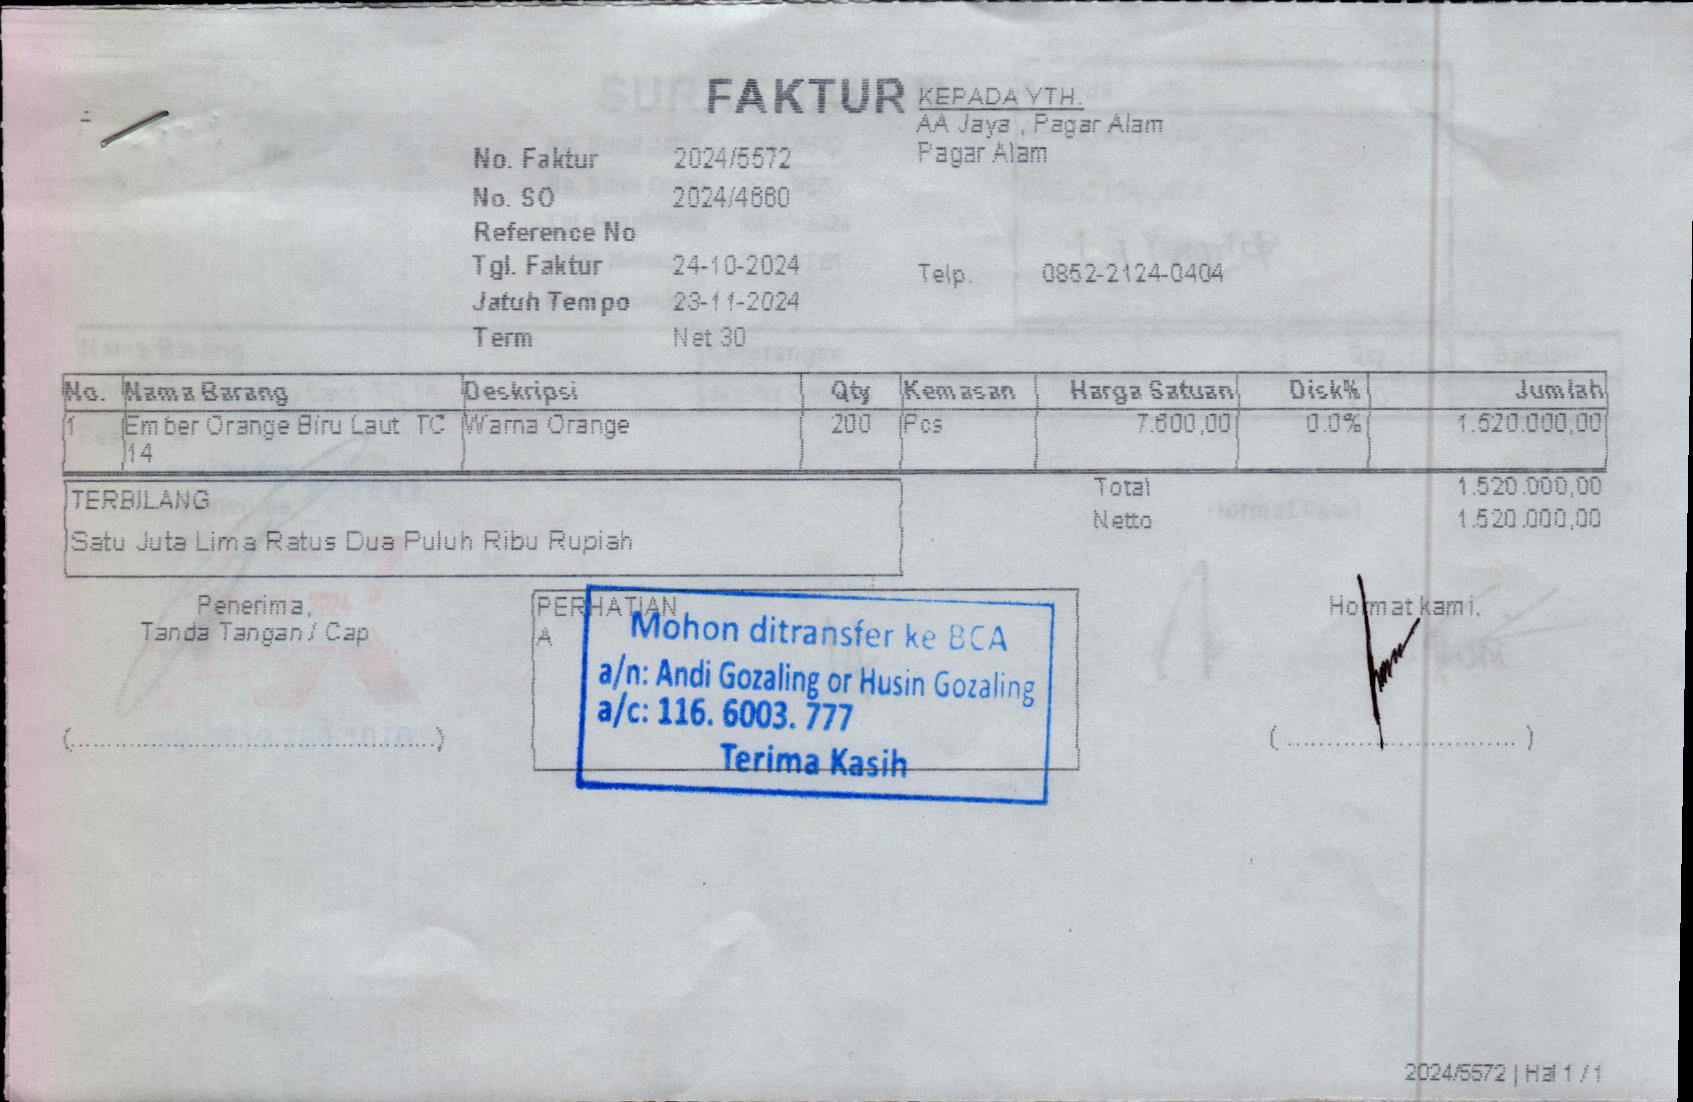 FAKTUR
KEPADA YTH.
AA Jaya , Pagar Alam
Pagar Alam
No. Faktur 2024/5572
No. SO 2024/4680
Reference No
Tgl. Faktur 24-10-2024
Telp. 0852-2124-0404
Jatuh Tempo 23-11-2024
Term Net 30
No. Nama Barang Deskripsi Qty Kemasan Harga Satuan Disk% Jumlah
1 Ember Orange Biru Laut TC Warna Orange 200 Pcs 7.600,00 0.0% 1.520.000,00
14
Total 1.520.000,00
Netto 1.520.000,00
TERBILANG
Satu Juta Lima Ratus Dua Puluh Ribu Rupiah
Penerima,
Tanda Tangan / Cap
PERHATIAN
A
Mohon ditransfer ke BCA
a/n: Andi Gozaling or Husin Gozaling
a/c: 116. 6003. 777
Terima Kasih
Hormat kami,
2024/5572 | Hal 1 / 1